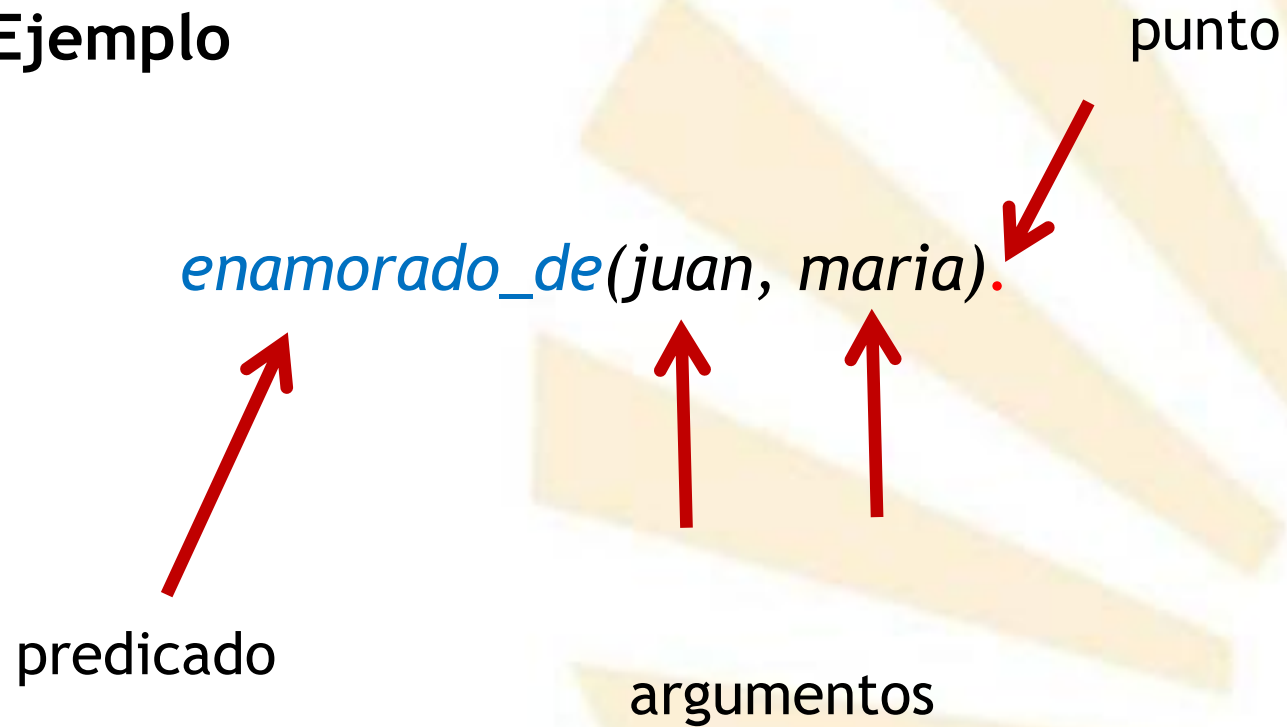 Ejemplo
punto
enamorado_de(juan, maria).
predicado
argumentos